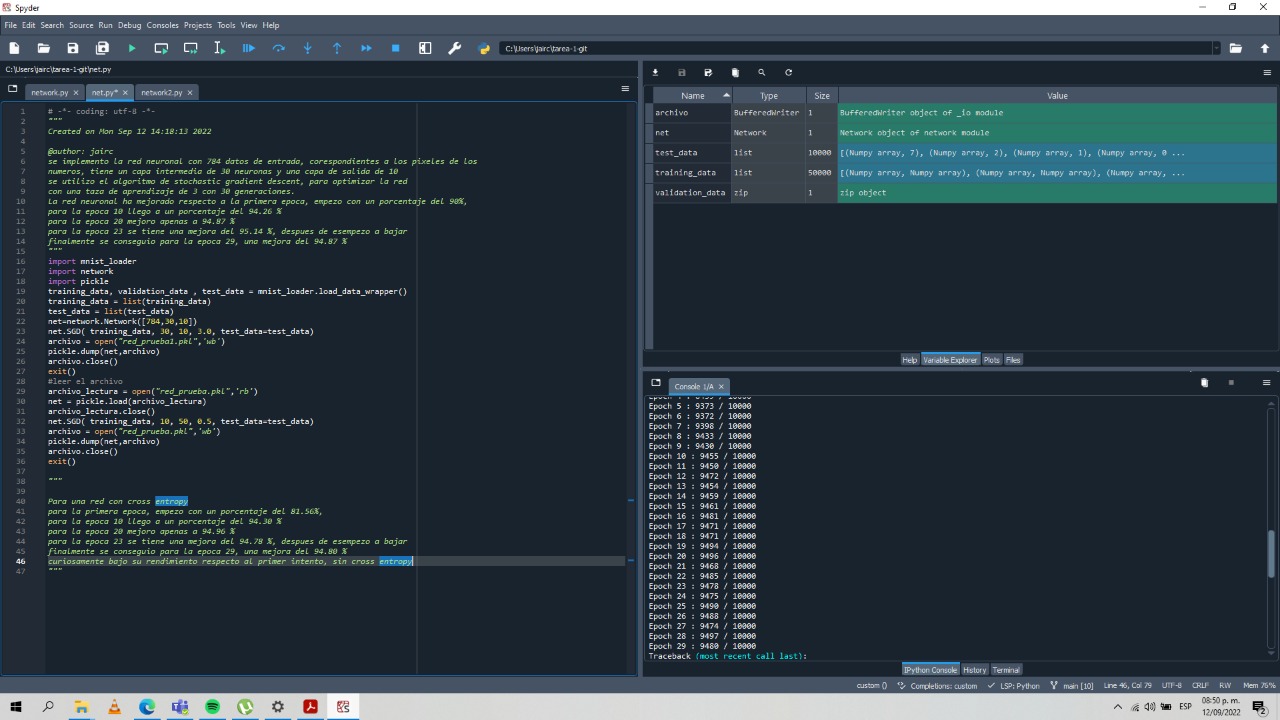 Spyder
File Edit Search Source Run Debug Consoles Projects Tools View Help
C:\Users\jairc\tarea-1-git
C:\Users\jairc\tarea-1-git\net.py
network.py
net.py*
network2.py
1 # -*- coding: utf-8 -*-
2 """
3 Created on Mon Sep 12 14:18:13 2022
4
5 @author: jairc
6 se implemento la red neuronal con 784 datos de entrada, corespondientes a los pixeles de los
7 numeros, tiene un capa intermedio de 30 neuronas y una capa de salida de 10
8 se utilizo el algoritmo de stochastic gradient descent, para optimizar la red
9 con una taza de aprendizaje de 3 con 30 generaciones.
10 La red neuronal ha mejorado respecto a la primera epoca, empezo con un porcetaje del 90%,
11 para la epoca 10 llego a un porcentaje del 94.26 %
12 para la epoca 20 mejoro apenas a 94.87 %
13 para la epoca 23 se tiene una mejora del 95.14 %, despues de esempezo a bajar
14 finalmente se conseguio para la epoca 29, una mejora del 94.87 %
15 """
16 import mnist_loader
17 import network
18 import pickle
19 training_data, validation_data , test_data = mnist_loader.load_data_wrapper()
20 training_data = list(training_data)
21 test_data = list(test_data)
22 net=network.Network([784,30,10])
23 net.SGD( training_data, 30, 10, 3.0, test_data=test_data)
24 archivo = open("red_prueba1.pkl",'wb')
25 pickle.dump(net,archivo)
26 archivo.close()
27 exit()
28 #leer el archivo
29 archivo_lectura = open("red_prueba.pkl",'rb')
30 net = pickle.load(archivo_lectura)
31 archivo_lectura.close()
32 net.SGD( training_data, 10, 50, 0.5, test_data=test_data)
33 archivo = open("red_prueba.pkl",'wb')
34 pickle.dump(net,archivo)
35 archivo.close()
36 exit()
37
38 """
39
40 Para una red con cross entropy
41 para la primera epoca, empezo con un porcentaje del 81.56%,
42 para la epoca 10 llego a un porcentaje del 94.30 %
43 para la epoca 20 mejoro apenas a 94.96 %
44 para la epoca 23 se tiene una mejora del 94.78 %, despues de esempezo a bajar
45 finalmente se conseguio para la epoca 29, una mejora del 94.80 %
46 curiosamente bajo su rendimiento respecto al primer intento, sin cross entropy
47 """
Name Type Size Value
archivo BufferedWriter 1 BufferedWriter object of _io module
net Network 1 Network object of network module
test_data list 10000 [(Numpy array, 7), (Numpy array, 2), (Numpy array, 1), (Numpy array, 0 ...
training_data list 50000 [(Numpy array, Numpy array), (Numpy array, Numpy array), (Numpy array, ...
validation_data zip 1 zip object
Help Variable Explorer Plots Files
Console 1/A
Epoch 5 : 9373 / 10000
Epoch 6 : 9372 / 10000
Epoch 7 : 9398 / 10000
Epoch 8 : 9433 / 10000
Epoch 9 : 9430 / 10000
Epoch 10 : 9455 / 10000
Epoch 11 : 9450 / 10000
Epoch 12 : 9472 / 10000
Epoch 13 : 9454 / 10000
Epoch 14 : 9459 / 10000
Epoch 15 : 9461 / 10000
Epoch 16 : 9481 / 10000
Epoch 17 : 9471 / 10000
Epoch 18 : 9471 / 10000
Epoch 19 : 9494 / 10000
Epoch 20 : 9496 / 10000
Epoch 21 : 9468 / 10000
Epoch 22 : 9485 / 10000
Epoch 23 : 9478 / 10000
Epoch 24 : 9475 / 10000
Epoch 25 : 9490 / 10000
Epoch 26 : 9488 / 10000
Epoch 27 : 9474 / 10000
Epoch 28 : 9497 / 10000
Epoch 29 : 9480 / 10000
Traceback (most recent call last):
IPython Console History Terminal
custom () Completions: custom LSP: Python main [10] Line 46, Col 79 UTF-8 CRLF RW Mem 76%
ESP
08:50 p. m.
12/09/2022
2